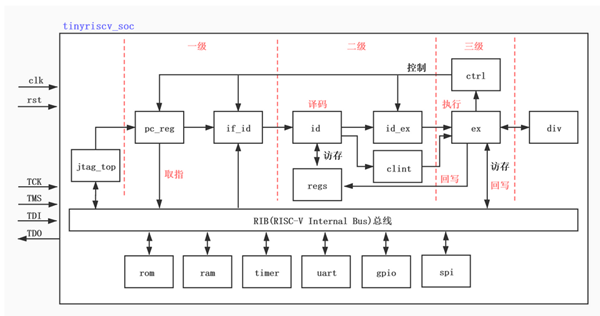 tinyriscv_soc
一级
二级
三级
控制
ctrl
clk
rst
译码
执行
pc_reg
if_id
id
id_ex
ex
div
jtag_top
取指
访存
clint
访存
regs
回写
回写
TCK
TMS
TDI
TDO
RIB(RISC-V Internal Bus)总线
rom
ram
timer
uart
gpio
spi